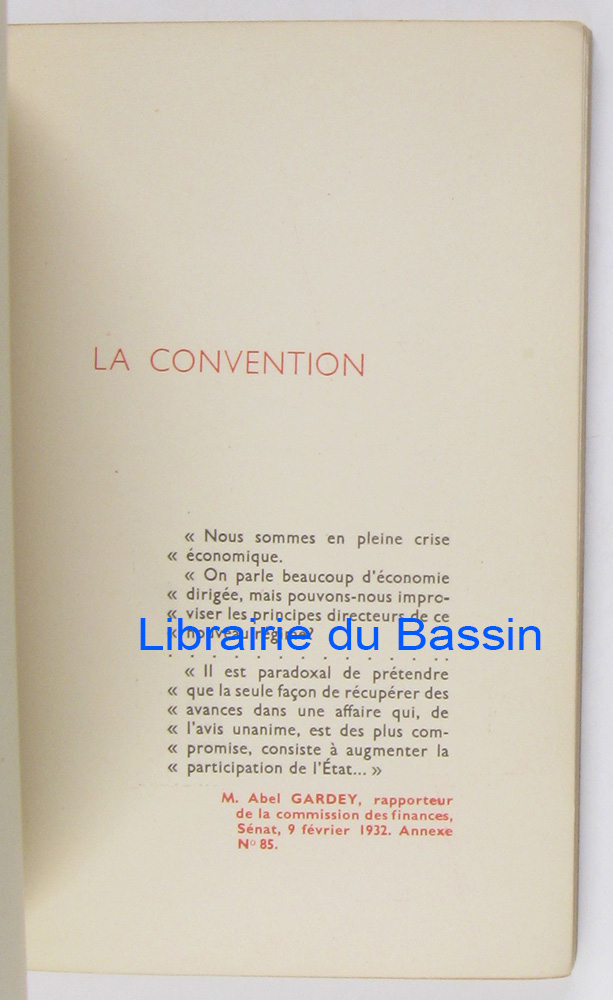 LA CONVENTION
« Nous sommes en pleine crise
« économique.
« On parle beaucoup d'économie
« dirigée, mais pouvons-nous impro-
« viser les principes directeurs de ce
« nouveau régime?
Librairie du Bassin
. . . . . . . . . . . . . .
« Il est paradoxal de prétendre
« que la seule façon de récupérer des
« avances dans une affaire qui, de
« l'avis unanime, est des plus com-
« promise, consiste à augmenter la
« participation de l'État... »
M. Abel GARDEY, rapporteur
de la commission des finances,
Sénat, 9 février 1932. Annexe
N° 85.